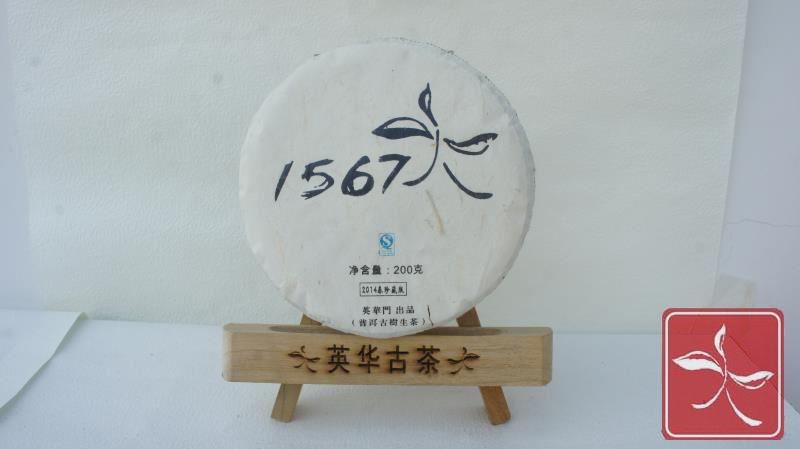 1567
净含量：200克
2014春珍藏版
英華門 出品
（普洱古樹生茶）
英华古茶